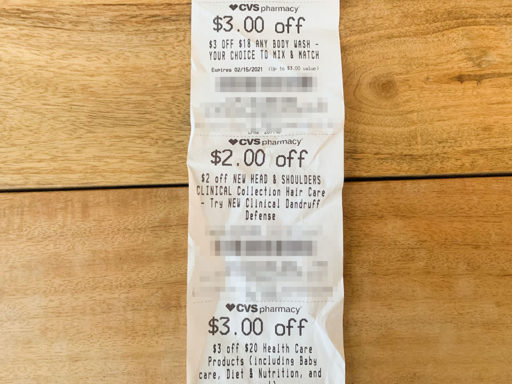 CVS pharmacy
$3.00 off
$3 OFF $18 ANY BODY WASH -
YOUR CHOICE TO MIX & MATCH
Expires 02/15/2021 (Up to $3.00 value)
CVS pharmacy
$2.00 off
$2 off NEW HEAD & SHOULDERS
CLINICAL Collection Hair Care
- Try NEW Clinical Dandruff
Defense
CVS pharmacy
$3.00 off
$3 off $20 Health Care
Products (including Baby
care, Diet & Nutrition, and